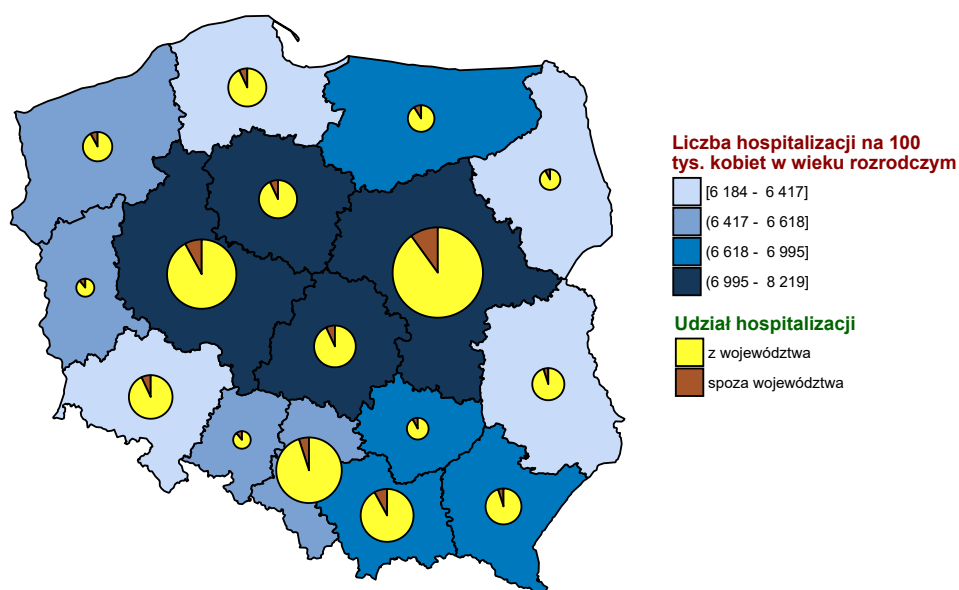 Liczba hospitalizacji na 100
tys. kobiet w wieku rozrodczym
[6 184 - 6 417]
(6 417 - 6 618]
(6 618 - 6 995]
(6 995 - 8 219]
Udział hospitalizacji
z województwa
spoza województwa